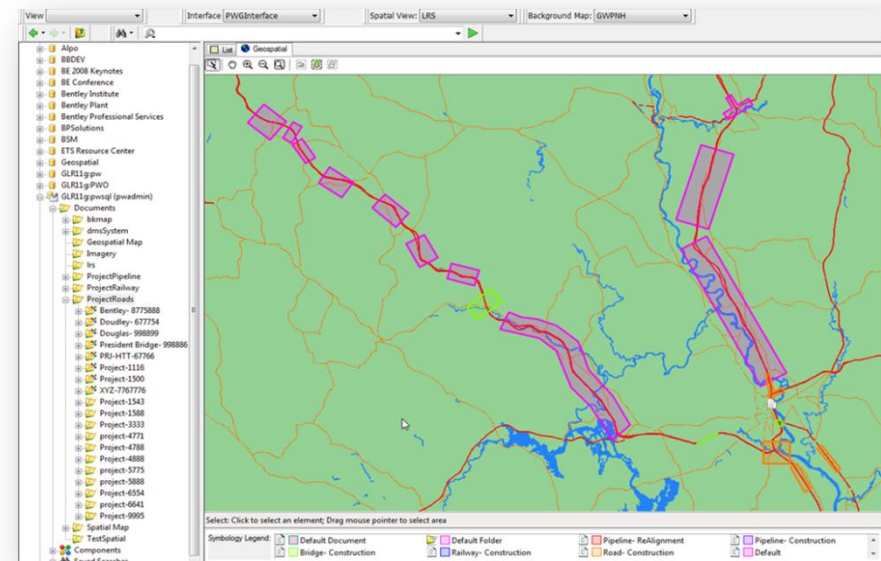 View Interface PWGInterface Spatial View: LRS Background Map: GWPNH
List Geospatial
Alpo
BBDEV
BE 2008 Keynotes
BE Conference
Bentley Institute
Bentley Plant
Bentley Professional Services
BPSolutions
BSM
ETS Resource Center
Geospatial
GLR11g:pw
GLR11g:PWO
GLR11g:pwsql (pwadmin)
Documents
bkmap
dmsSystem
Geospatial Map
Imagery
lrs
ProjectPipeline
ProjectRailway
ProjectRoads
Bentley- 8775888
Doudley- 677754
Douglas- 998899
President Bridge- 998886
PRJ-HTT-67766
Project-1116
Project-1500
XYZ-7767776
Project-1543
Project-1588
Project-3333
project-4771
Project-4788
Project-4888
project-5775
project-5888
Project-6554
project-6641
Project-9995
Spatial Map
TestSpatial
Components
Saved Searches
Select: Click to select an element; Drag mouse pointer to select area
Symbology Legend: Default Document Default Folder Pipeline- ReAlignment Pipeline- Construction
Bridge- Construction Railway- Construction Road- Construction Default